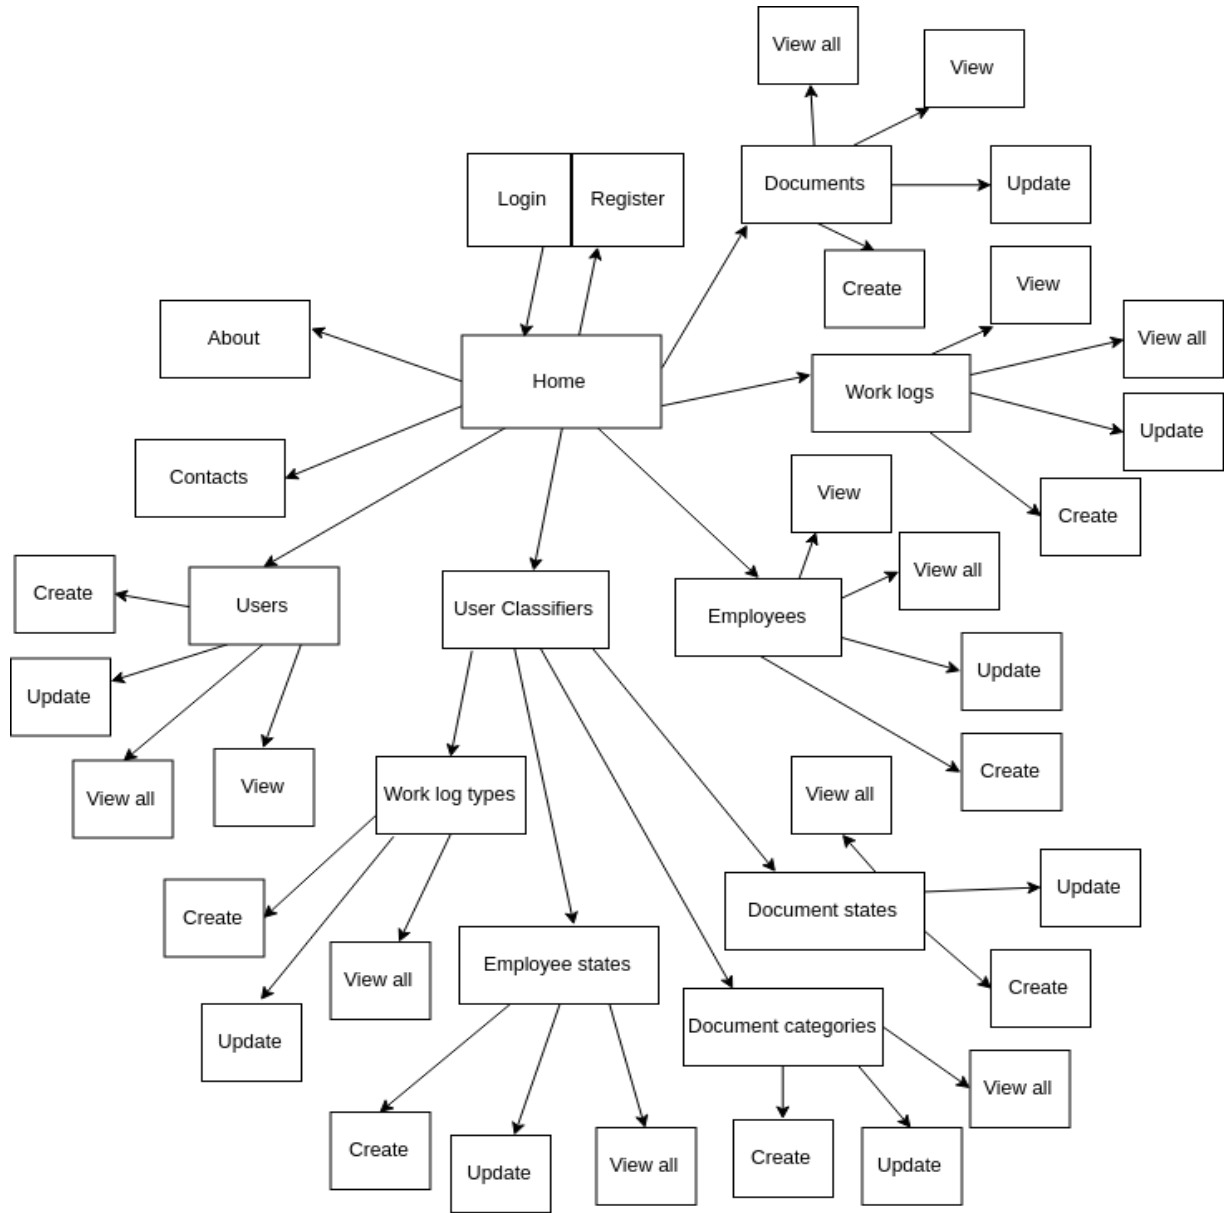 View all
View
Documents
Update
Login
Register
Create
View
About
View all
Home
Work logs
Update
Contacts
View
Create
View all
Create
Users
User Classifiers
Employees
Update
Update
Create
View all
View
Work log types
View all
Update
Document states
Create
View all
Employee states
Create
Update
Document categories
View all
Create
Update
View all
Create
Update